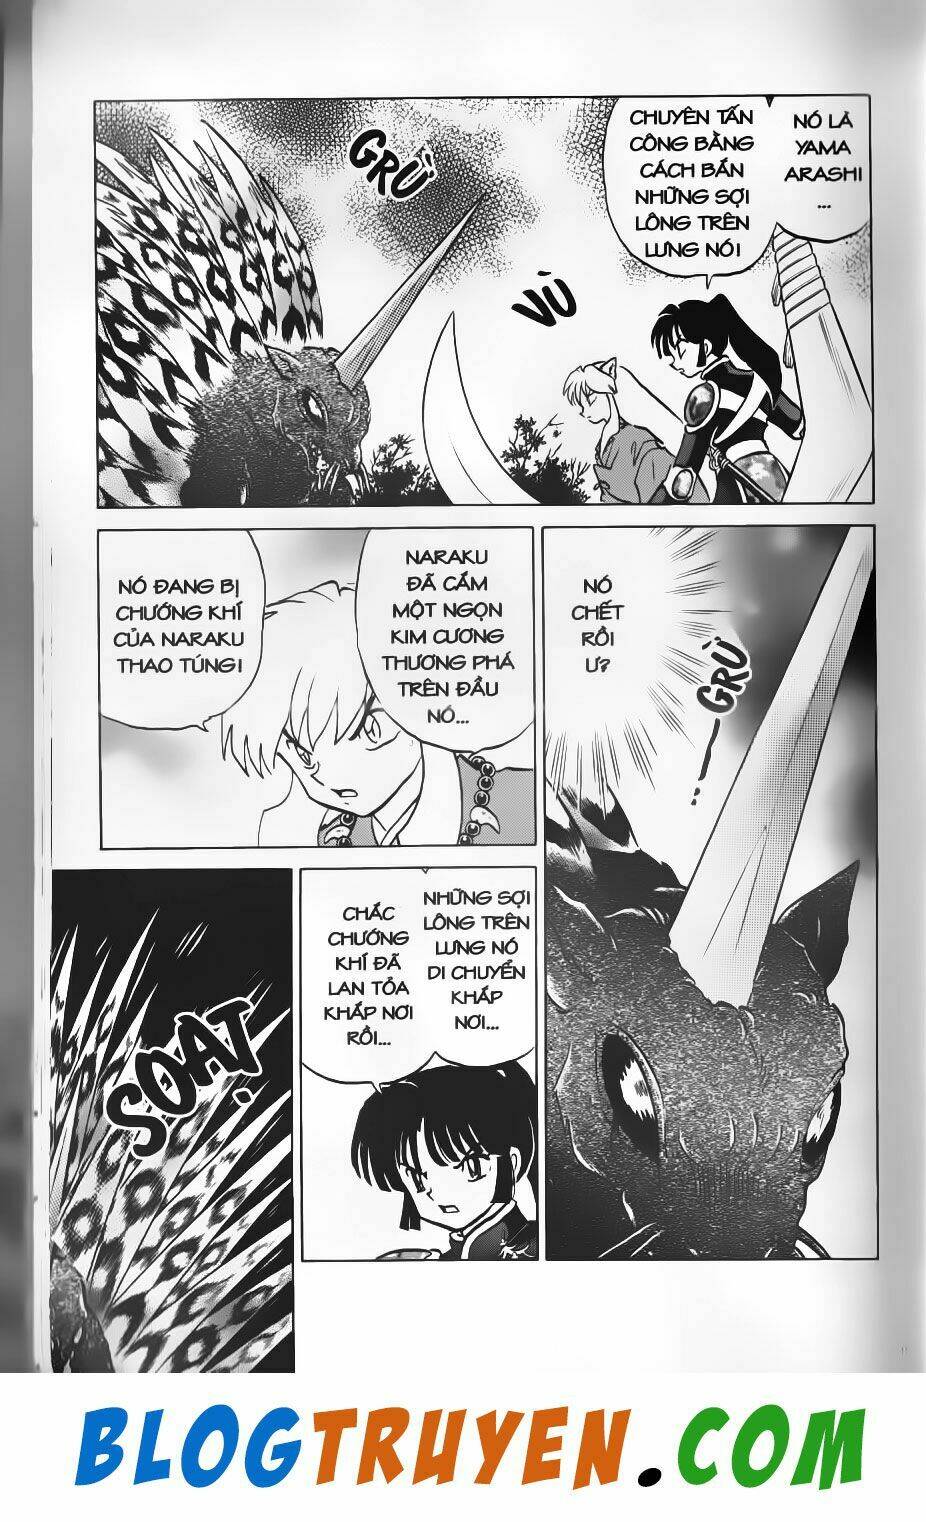 NÓ LÀ
YAMA
ARASHI
...
CHUYÊN TẤN
CÔNG BẰNG
CÁCH BẮN
NHỮNG SỢI
LÔNG TRÊN
LƯNG NÓ!
GRỪ
VÙ
NÓ
CHẾT
RỒI
Ư?
GRỪ
NARAKU
ĐÃ CẮM
MỘT NGỌN
KIM CƯƠNG
THƯƠNG PHÁ
TRÊN ĐẦU
NÓ...
NÓ ĐANG BỊ
CHƯỚNG KHÍ
CỦA NARAKU
THAO TÚNG!
NHỮNG SỢI
LÔNG TRÊN
LƯNG NÓ
DI CHUYỂN
KHẮP
NƠI...
CHẮC
CHƯỚNG
KHÍ ĐÃ
LAN TỎA
KHẮP NƠI
RỒI...
SOẠT
BLOGTRUYEN.COM